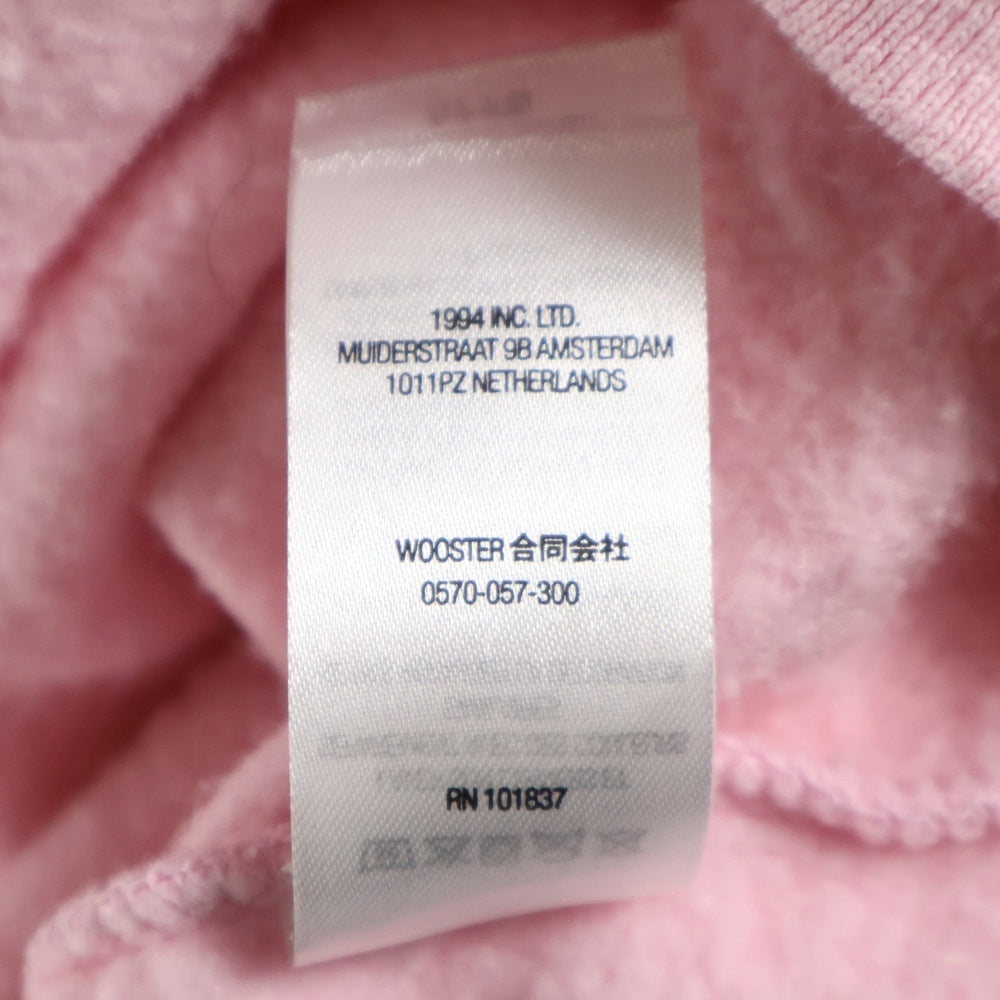 1994 INC. LTD.
MUIDERSTRAAT 9B AMSTERDAM
1011PZ NETHERLANDS
WOOSTER 合同会社
0570-057-300
RN 101837